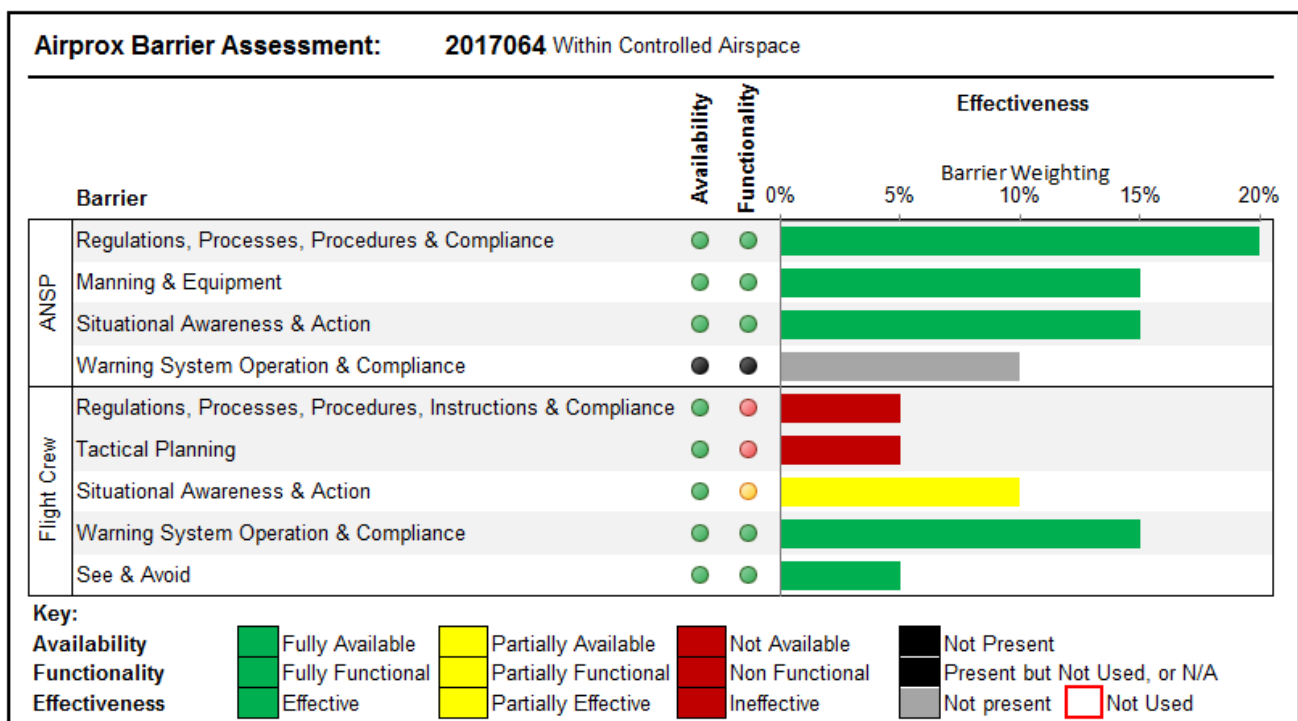 Airprox Barrier Assessment: 2017064 Within Controlled Airspace
Availability
Functionality
Effectiveness
Barrier Weighting
Barrier
0% 5% 10% 15% 20%
ANSP
Regulations, Processes, Procedures & Compliance
Manning & Equipment
Situational Awareness & Action
Warning System Operation & Compliance
Flight Crew
Regulations, Processes, Procedures, Instructions & Compliance
Tactical Planning
Situational Awareness & Action
Warning System Operation & Compliance
See & Avoid
Key:
Availability Fully Available Partially Available Not Available Not Present
Functionality Fully Functional Partially Functional Non Functional Present but Not Used, or N/A
Effectiveness Effective Partially Effective Ineffective Not present Not Used